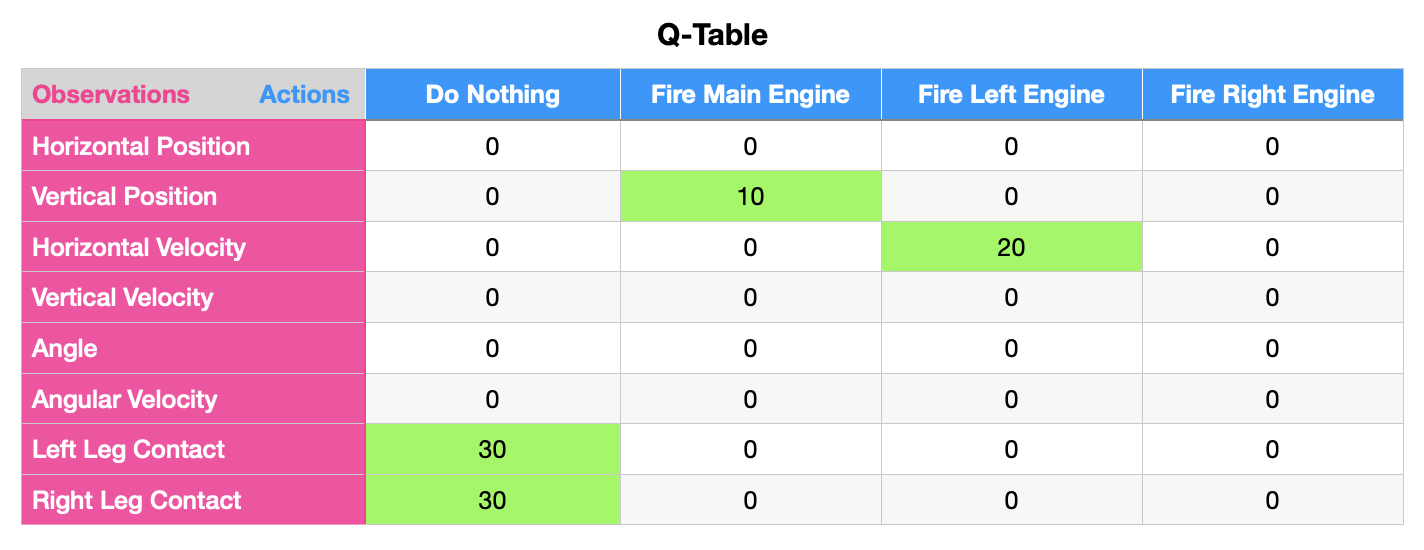 Q-Table
Observations Actions Do Nothing Fire Main Engine Fire Left Engine Fire Right Engine
Horizontal Position 0 0 0 0
Vertical Position 0 10 0 0
Horizontal Velocity 0 0 20 0
Vertical Velocity 0 0 0 0
Angle 0 0 0 0
Angular Velocity 0 0 0 0
Left Leg Contact 30 0 0 0
Right Leg Contact 30 0 0 0